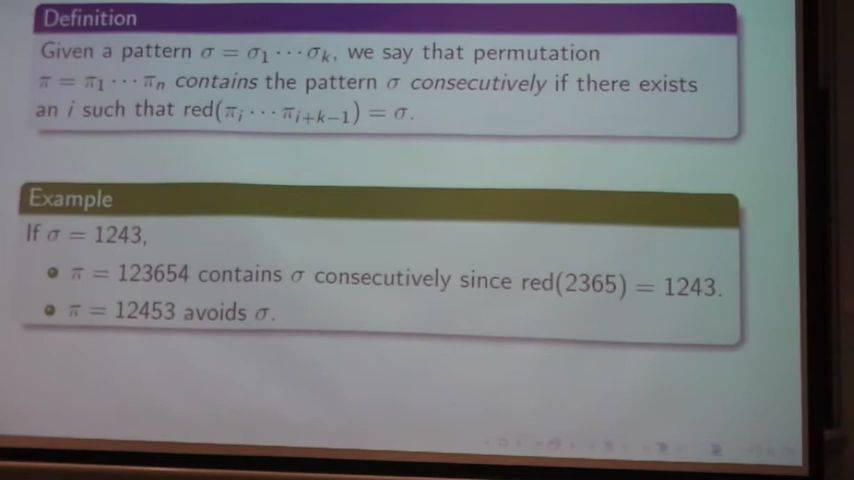 Definition
Given a pattern σ = σ₁ ⋯ σₖ, we say that permutation
π = π₁ ⋯ πₙ contains the pattern σ consecutively if there exists
an i such that red(πᵢ ⋯ πᵢ₊ₖ₋₁) = σ.
Example
If σ = 1243,
● π = 123654 contains σ consecutively since red(2365) = 1243.
● π = 12453 avoids σ.